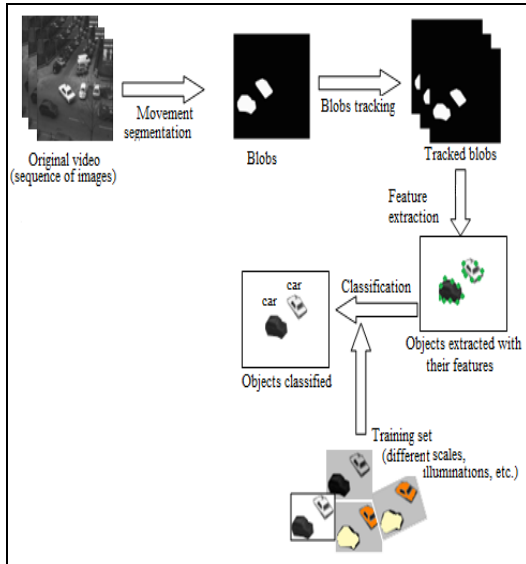 Movement
segmentation
Blobs tracking
Original video
(sequence of images)
Blobs
Tracked blobs
Feature
extraction
car
car
Classification
Objects classified
Objects extracted with
their features
Training set
(different scales,
illuminations, etc.)